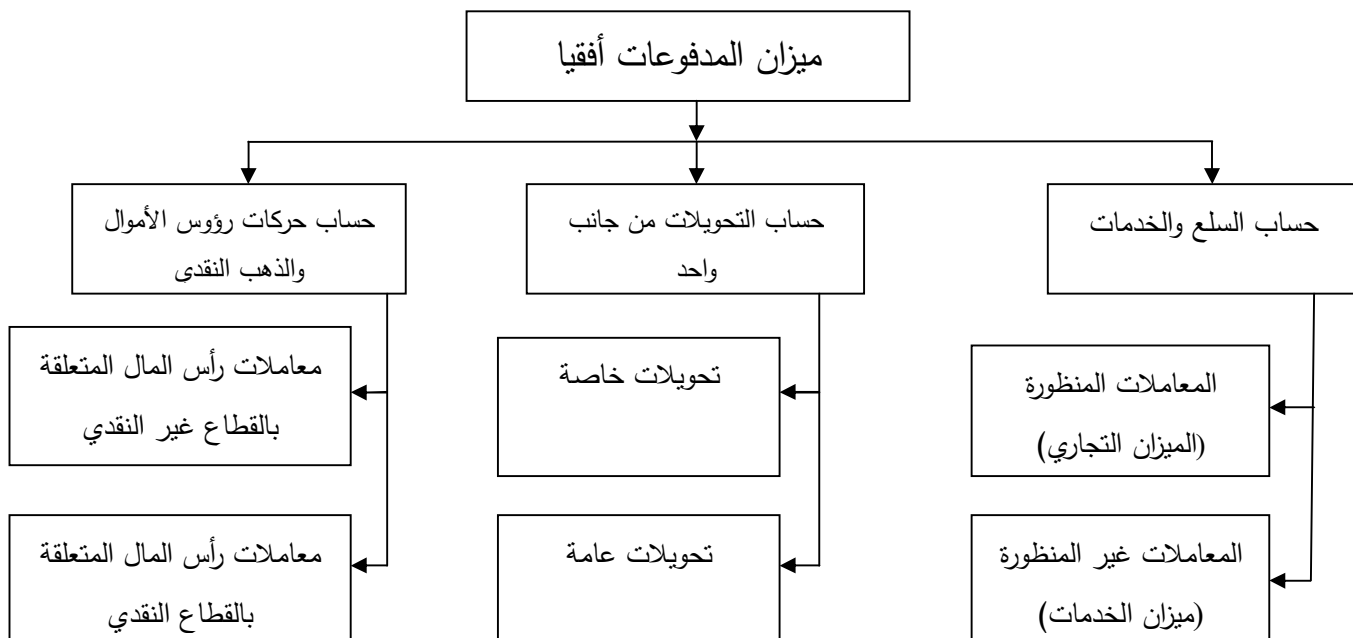 ميزان المدفوعات أفقيا
حساب السلع والخدمات
حساب التحويلات من جانب
واحد
حساب حركات رؤوس الأموال
والذهب النقدى
المعاملات المنظورة
(الميزان التجاري)
تحويلات خاصة
معاملات رأس المال المتعلقة
بالقطاع غير النقدي
المعاملات غير المنظورة
(ميزان الخدمات)
تحويلات عامة
معاملات رأس المال المتعلقة
بالقطاع النقدي